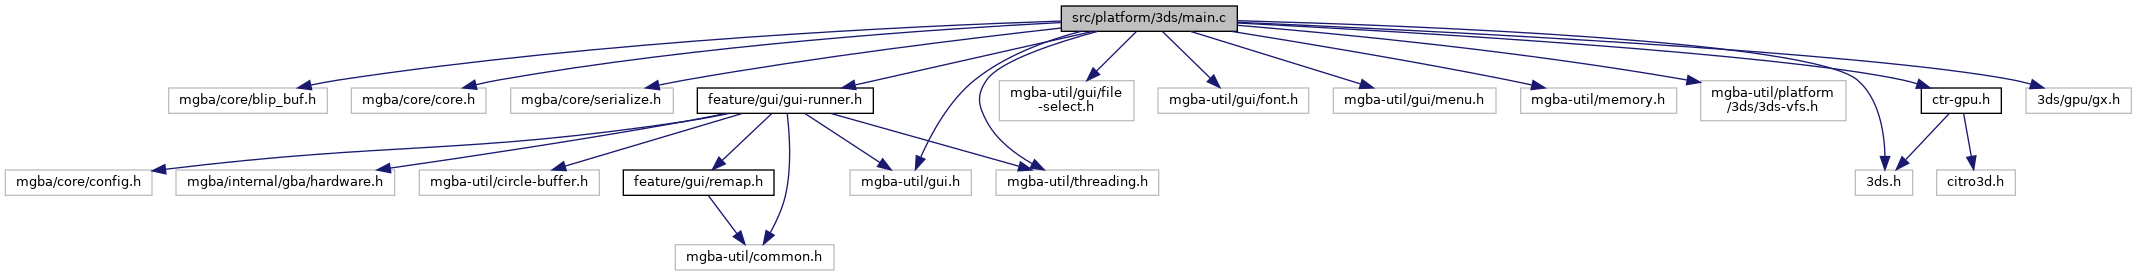 src/platform/3ds/main.c
mgba/core/blip_buf.h
mgba/core/core.h
mgba/core/serialize.h
feature/gui/gui-runner.h
mgba-util/gui/file
-select.h
mgba-util/gui/font.h
mgba-util/gui/menu.h
mgba-util/memory.h
mgba-util/platform
/3ds/3ds-vfs.h
ctr-gpu.h
3ds/gpu/gx.h
mgba/core/config.h
mgba/internal/gba/hardware.h
mgba-util/circle-buffer.h
feature/gui/remap.h
mgba-util/gui.h
mgba-util/threading.h
3ds.h
citro3d.h
mgba-util/common.h